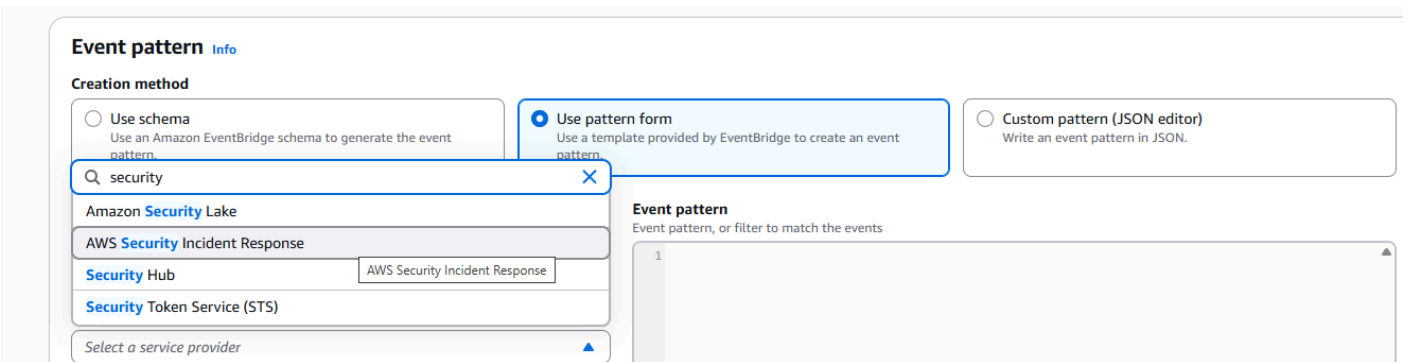 Event pattern Info
Creation method
Use schema
Use an Amazon EventBridge schema to generate the event
pattern.
Use pattern form
Use a template provided by EventBridge to create an event
pattern.
Custom pattern (JSON editor)
Write an event pattern in JSON.
security
Amazon Security Lake
AWS Security Incident Response
AWS Security Incident Response
Security Hub
Security Token Service (STS)
Select a service provider
Event pattern
Event pattern, or filter to match the events
1